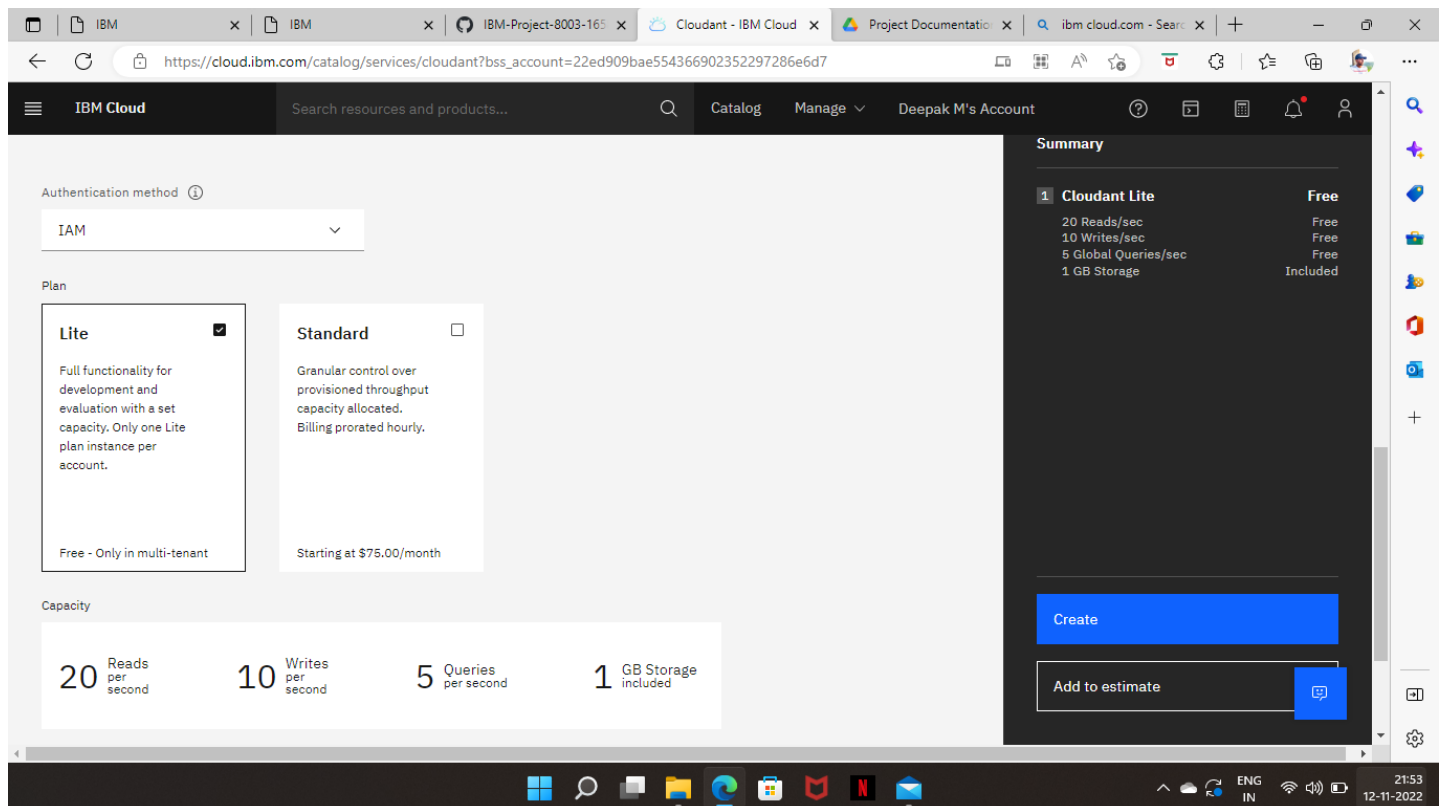 IBM
IBM
IBM-Project-8003-165
Cloudant - IBM Cloud
Project Documentatio
ibm cloud.com - Searc
https://cloud.ibm.com/catalog/services/cloudant?bss_account=22ed909bae554366902352297286e6d7
IBM Cloud
Search resources and products...
Catalog
Manage
Deepak M's Account
Authentication method
IAM
Plan
Lite
Full functionality for
development and
evaluation with a set
capacity. Only one Lite
plan instance per
account.
Free - Only in multi-tenant
Standard
Granular control over
provisioned throughput
capacity allocated.
Billing prorated hourly.
Starting at $75.00/month
Capacity
20 Reads per second
10 Writes per second
5 Queries per second
1 GB Storage included
Summary
1 Cloudant Lite Free
20 Reads/sec Free
10 Writes/sec Free
5 Global Queries/sec Free
1 GB Storage Included
Create
Add to estimate
ENG
IN
21:53
12-11-2022